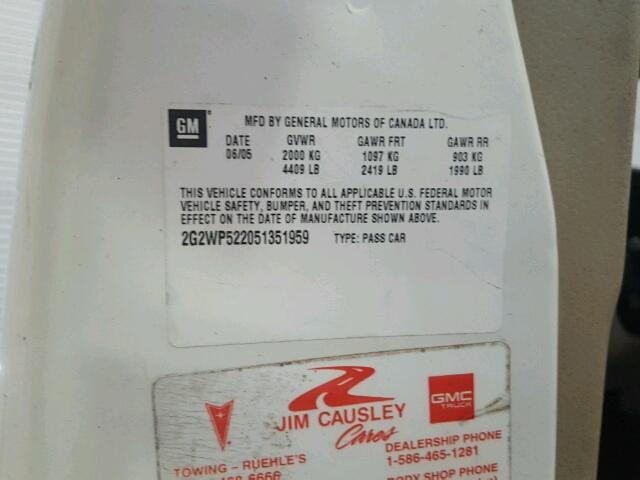 GM MFD BY GENERAL MOTORS OF CANADA LTD.
DATE GVWR GAWR FRT GAWR RR
06/05 2000 KG 1097 KG 903 KG
4409 LB 2419 LB 1990 LB
THIS VEHICLE CONFORMS TO ALL APPLICABLE U.S. FEDERAL MOTOR
VEHICLE SAFETY, BUMPER, AND THEFT PREVENTION STANDARDS IN
EFFECT ON THE DATE OF MANUFACTURE SHOWN ABOVE.
2G2WP522051351959 TYPE: PASS CAR
JIM CAUSLEY
Cares
GMC
TRUCK
DEALERSHIP PHONE
1-586-465-1281
TOWING - RUEHLE'S
6666
BODY SHOP PHONE